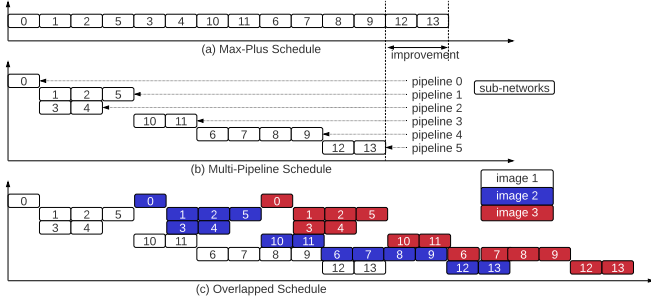 0 1 2 5 3 4 10 11 6 7 8 9 12 13
(a) Max-Plus Schedule
improvement
0 pipeline 0
1 2 5 pipeline 1
sub-networks
3 4 pipeline 2
10 11 pipeline 3
6 7 8 9 pipeline 4
12 13 pipeline 5
(b) Multi-Pipeline Schedule
image 1
image 2
image 3
0 0 0
1 2 5 1 2 5 1 2 5
3 4 3 4 3 4
10 11 10 11 10 11
6 7 8 9 6 7 8 9 6 7 8 9
12 13 12 13 12 13
(c) Overlapped Schedule